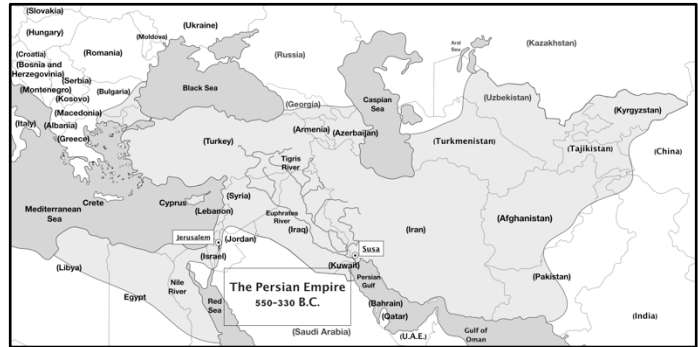 (Slovakia)
(Hungary)
(Moldova)
(Ukraine)
(Croatia)
(Bosnia and
Herzegovina)
(Romania)
(Russia)
Aral
Sea
(Kazakhstan)
(Serbia)
(Montenegro)
(Kosovo)
(Bulgaria)
Black Sea
Caspian
Sea
(Uzbekistan)
(Kyrgyzstan)
(Macedonia)
(Georgia)
(Italy)
(Albania)
(Greece)
(Turkey)
(Armenia)
(Azerbaijan)
(Turkmenistan)
(Tajikistan)
(China)
Tigris
River
Mediterranean
Sea
Crete
Cyprus
(Syria)
(Lebanon)
Euphrates
River
(Iraq)
(Iran)
(Afghanistan)
Jerusalem
(Jordan)
Susa
(Israel)
(Kuwait)
(Libya)
Egypt
Nile
River
Red
Sea
The Persian Empire
550-330 B.C.
Persian
Gulf
(Pakistan)
(Bahrain)
(Qatar)
(Saudi Arabia)
(U.A.E.)
Gulf of
Oman
(India)